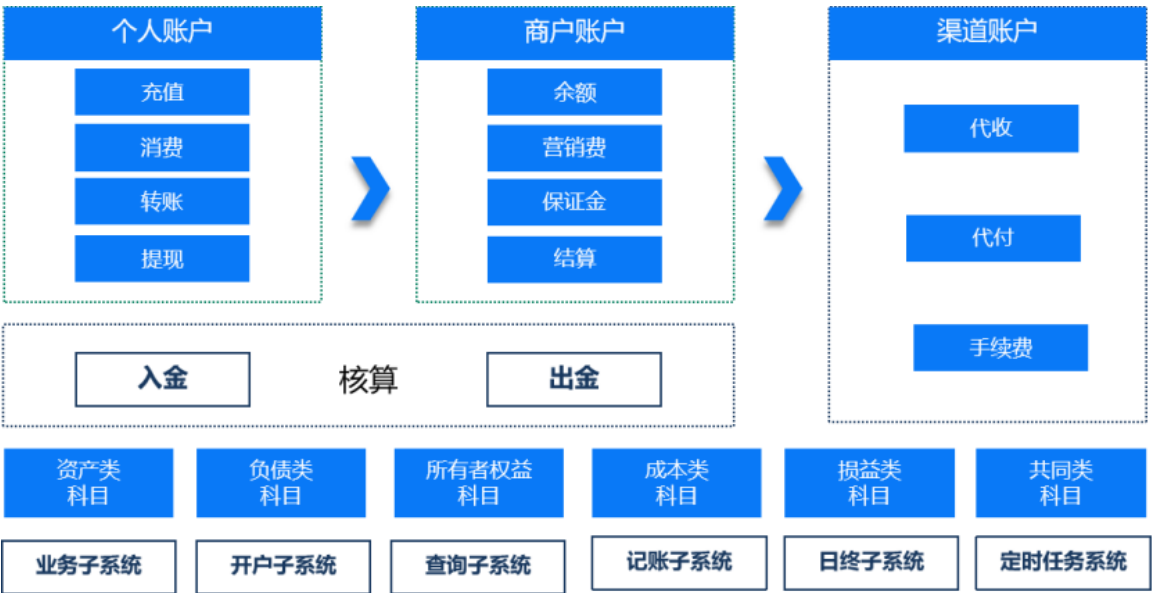 个人账户
商户账户
渠道账户
充值
消费
转账
提现
余额
营销费
保证金
结算
代收
代付
手续费
入金
核算
出金
资产类
科目
负债类
科目
所有者权益
科目
成本类
科目
损益类
科目
共同类
科目
业务子系统
开户子系统
查询子系统
记账子系统
日终子系统
定时任务系统